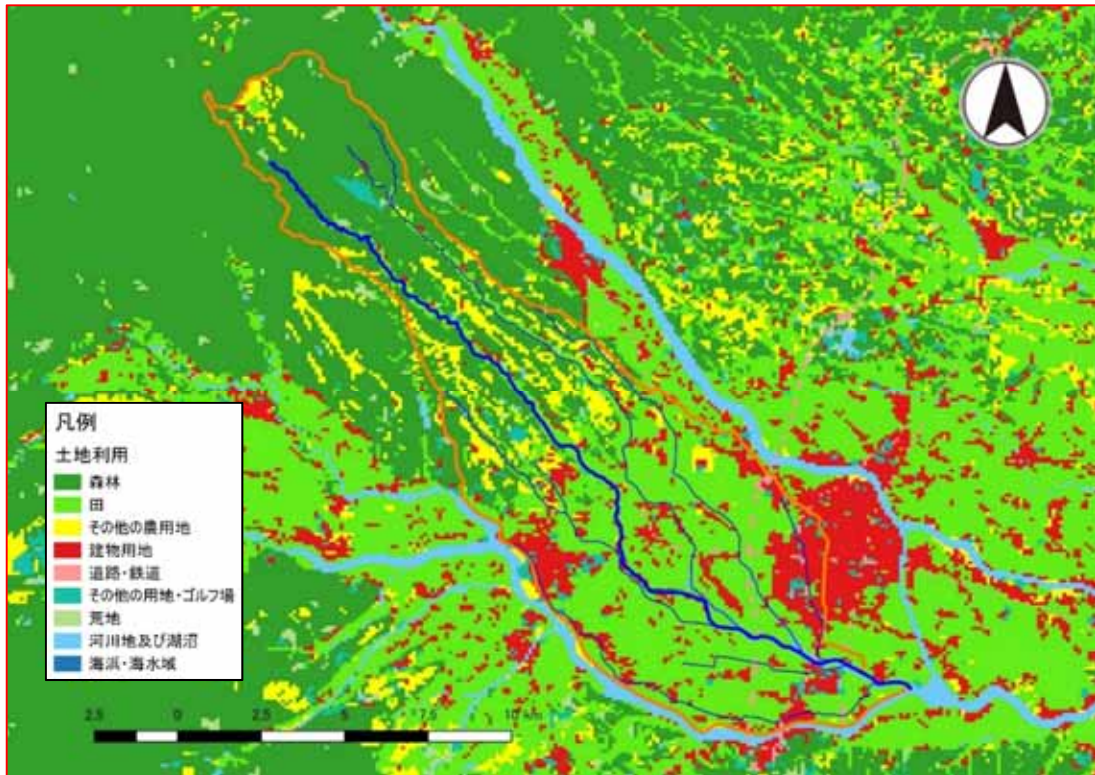 凡例
土地利用
森林
田
その他の農用地
建物用地
道路・鉄道
その他の用地・ゴルフ場
荒地
河川地及び湖沼
海浜・海水域
2.5 0 2.5 5 7.5 10 km